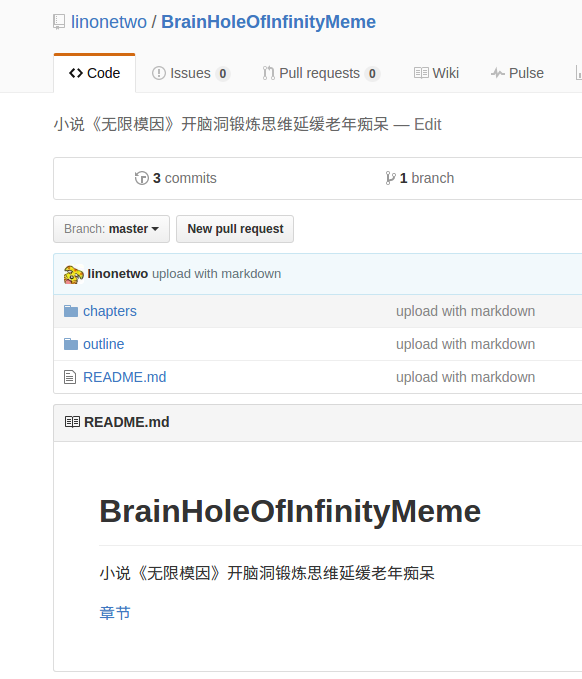 linonetwo / BrainHoleOfInfinityMeme
Code Issues 0 Pull requests 0 Wiki Pulse
小说《无限模因》开脑洞锻炼思维延缓老年痴呆 — Edit
3 commits 1 branch
Branch: master New pull request
linonetwo upload with markdown
chapters upload with markdown
outline upload with markdown
README.md upload with markdown
README.md
BrainHoleOfInfinityMeme
小说《无限模因》开脑洞锻炼思维延缓老年痴呆
章节